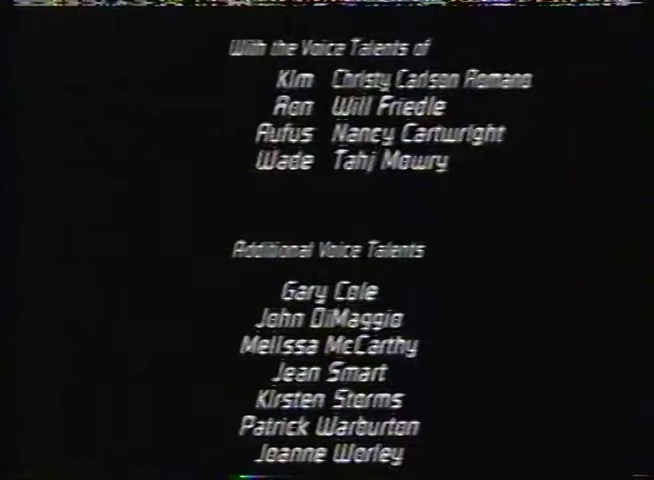 With the Voice Talents of
Kim Christy Carlson Romano
Ron Will Friedle
Rufus Nancy Cartwright
Wade Tahj Mowry
Additional Voice Talents
Gary Cole
John DiMaggio
Melissa McCarthy
Jean Smart
Kirsten Storms
Patrick Warburton
Joanne Worley